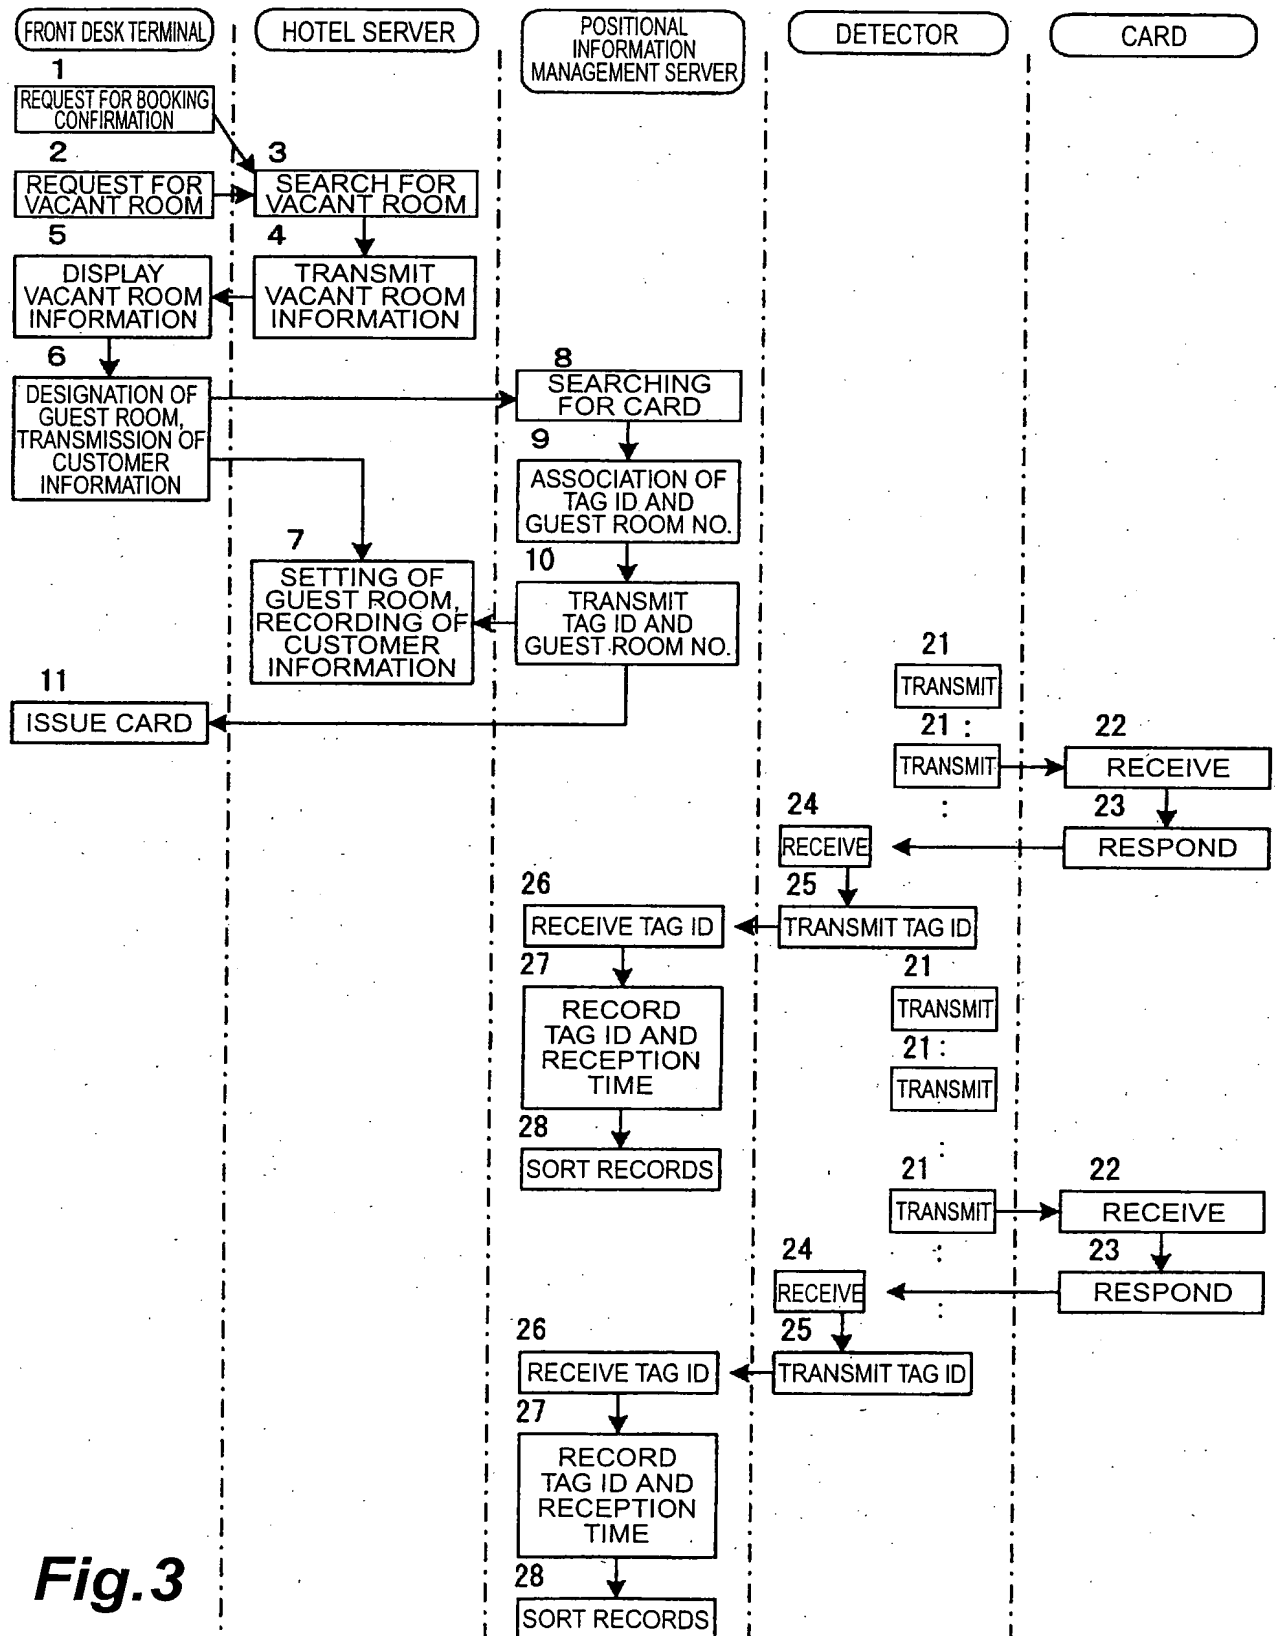 FRONT DESK TERMINAL
HOTEL SERVER
POSITIONAL
INFORMATION
MANAGEMENT SERVER
DETECTOR
CARD
1
REQUEST FOR BOOKING
CONFIRMATION
2
REQUEST FOR
VACANT ROOM
3
SEARCH FOR
VACANT ROOM
5
DISPLAY
VACANT ROOM
INFORMATION
4
TRANSMIT
VACANT ROOM
INFORMATION
6
DESIGNATION OF
GUEST ROOM,
TRANSMISSION OF
CUSTOMER
INFORMATION
8
SEARCHING
FOR CARD
9
ASSOCIATION OF
TAG ID AND
GUEST ROOM NO.
7
SETTING OF
GUEST ROOM,
RECORDING OF
CUSTOMER
INFORMATION
10
TRANSMIT
TAG ID AND
GUEST ROOM NO.
11
ISSUE CARD
21
TRANSMIT
21 :
TRANSMIT
:
22
RECEIVE
23
RESPOND
24
RECEIVE
25
TRANSMIT TAG ID
26
RECEIVE TAG ID
27
RECORD
TAG ID AND
RECEPTION
TIME
28
SORT RECORDS
21
TRANSMIT
21 :
TRANSMIT
:
21
TRANSMIT
:
22
RECEIVE
23
RESPOND
24
RECEIVE
:
25
TRANSMIT TAG ID
26
RECEIVE TAG ID
27
RECORD
TAG ID AND
RECEPTION
TIME
28
SORT RECORDS
Fig.3